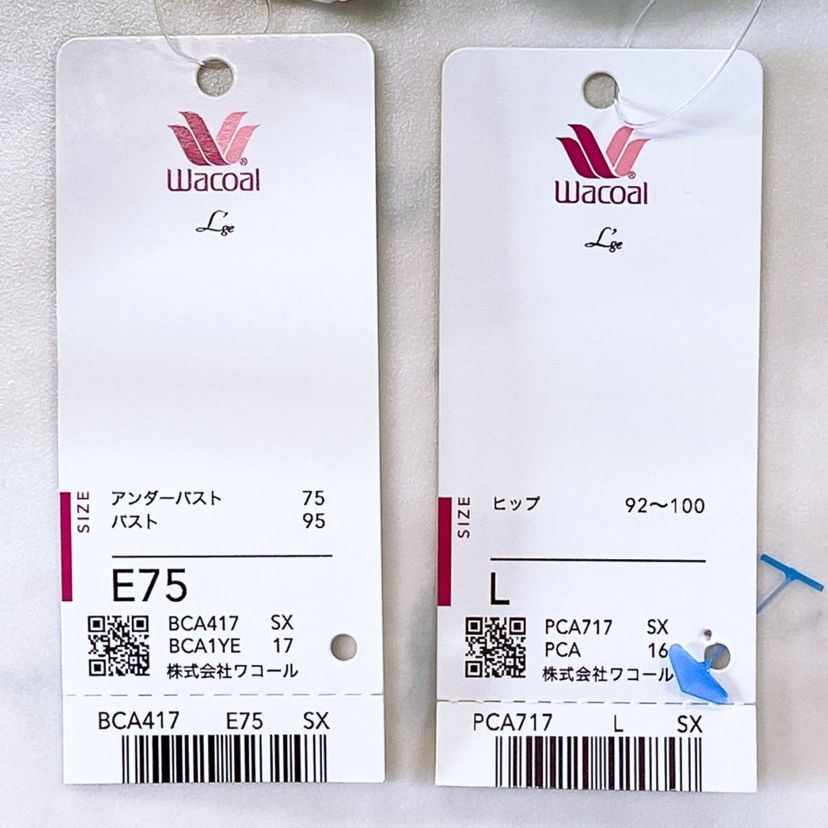 Wacoal
L'ge
SIZE
アンダーバスト 75
バスト 95
E75
BCA417 SX
BCA1YE 17
株式会社ワコール
BCA417 E75 SX
Wacoal
L'ge
SIZE
ヒップ 92〜100
L
PCA717 SX
PCA 16
株式会社ワコール
PCA717 L SX